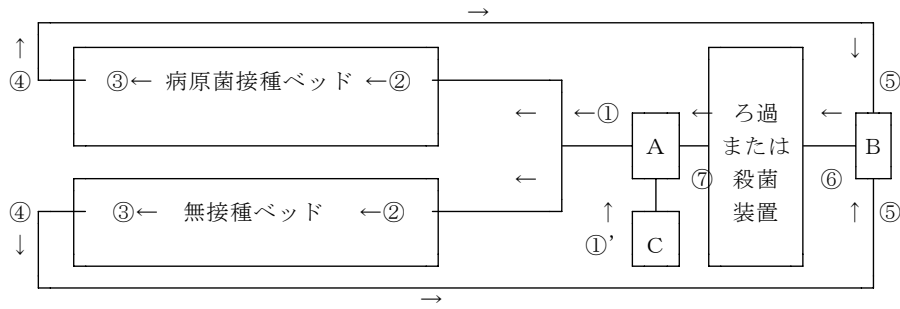 →
↑
↓
④
③← 病原菌接種ベッド ←②
⑤
←
←①
←
ろ過
または
殺菌
装置
←
A
B
⑦
⑥
←
④
③← 無接種ベッド ←②
↓
↑
①’
C
↑
⑤
→